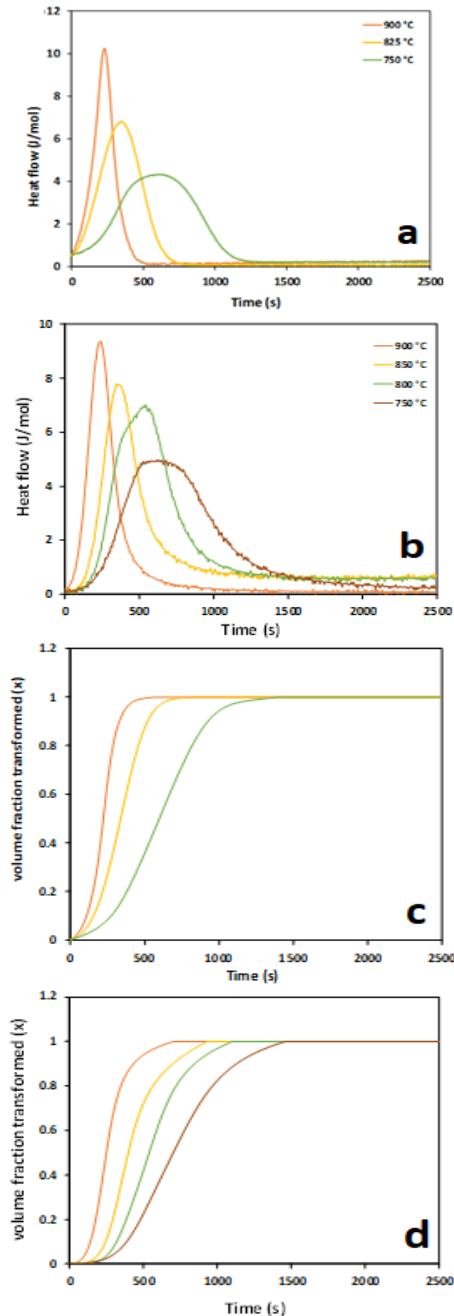 12
10
8
6
4
2
0
Heat flow (J/mol)
900 °C
825 °C
750 °C
a
0 500 1000 1500 2000 2500
Time (s)
10
8
6
4
2
0
Heat flow (J/mol)
900 °C
850 °C
800 °C
750 °C
b
0 500 1000 1500 2000 2500
Time (s)
1.2
1
0.8
0.6
0.4
0.2
0
volume fraction transformed (x)
c
0 500 1000 1500 2000 2500
Time (s)
1.2
1
0.8
0.6
0.4
0.2
0
volume fraction transformed (x)
d
0 500 1000 1500 2000 2500
Time (s)